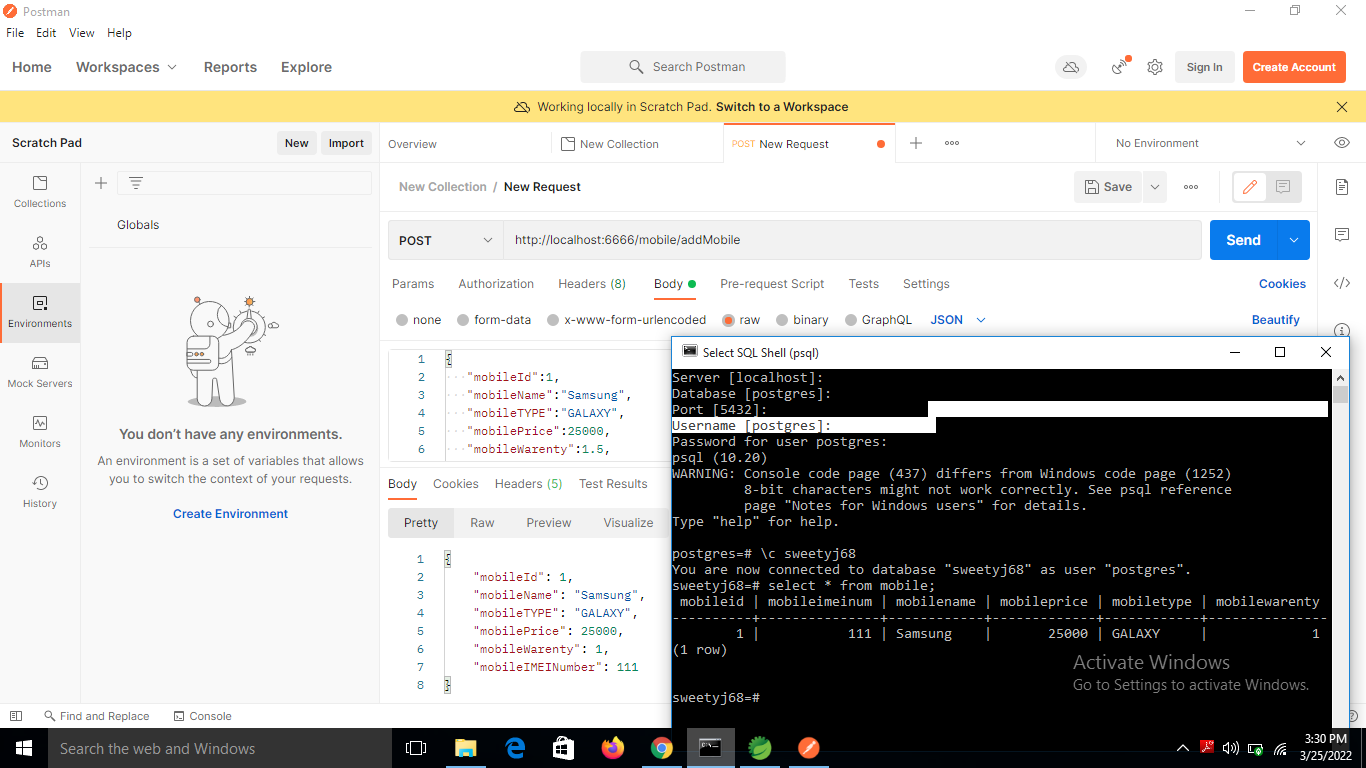 Postman
File Edit View Help
Home Workspaces Reports Explore Search Postman Sign In Create Account
Working locally in Scratch Pad. Switch to a Workspace
Scratch Pad New Import Overview New Collection POST New Request No Environment
Collections
APIs
Environments
Mock Servers
Monitors
History
Globals
You don't have any environments.
An environment is a set of variables that allows
you to switch the context of your requests.
Create Environment
New Collection / New Request Save
POST http://localhost:6666/mobile/addMobile Send
Params Authorization Headers (8) Body Pre-request Script Tests Settings Cookies
none form-data x-www-form-urlencoded raw binary GraphQL JSON Beautify
1 {
2 "mobileId":1,
3 "mobileName":"Samsung",
4 "mobileTYPE":"GALAXY",
5 "mobilePrice":25000,
6 "mobileWarenty":1.5,
Body Cookies Headers (5) Test Results
Pretty Raw Preview Visualize
1 {
2 "mobileId": 1,
3 "mobileName": "Samsung",
4 "mobileTYPE": "GALAXY",
5 "mobilePrice": 25000,
6 "mobileWarenty": 1,
7 "mobileIMEINumber": 111
8 }
Select SQL Shell (psql)
Server [localhost]:
Database [postgres]:
Port [5432]:
Username [postgres]:
Password for user postgres:
psql (10.20)
WARNING: Console code page (437) differs from Windows code page (1252)
8-bit characters might not work correctly. See psql reference
page "Notes for Windows users" for details.
Type "help" for help.
postgres=# \c sweetyj68
You are now connected to database "sweetyj68" as user "postgres".
sweetyj68=# select * from mobile;
mobileid | mobileimeinum | mobilename | mobileprice | mobiletype | mobilewarenty
----------+---------------+------------+-------------+------------+---------------
1 | 111 | Samsung | 25000 | GALAXY | 1
(1 row)
sweetyj68=#
Activate Windows
Go to Settings to activate Windows.
Find and Replace Console
Search the web and Windows
3:30 PM
3/25/2022